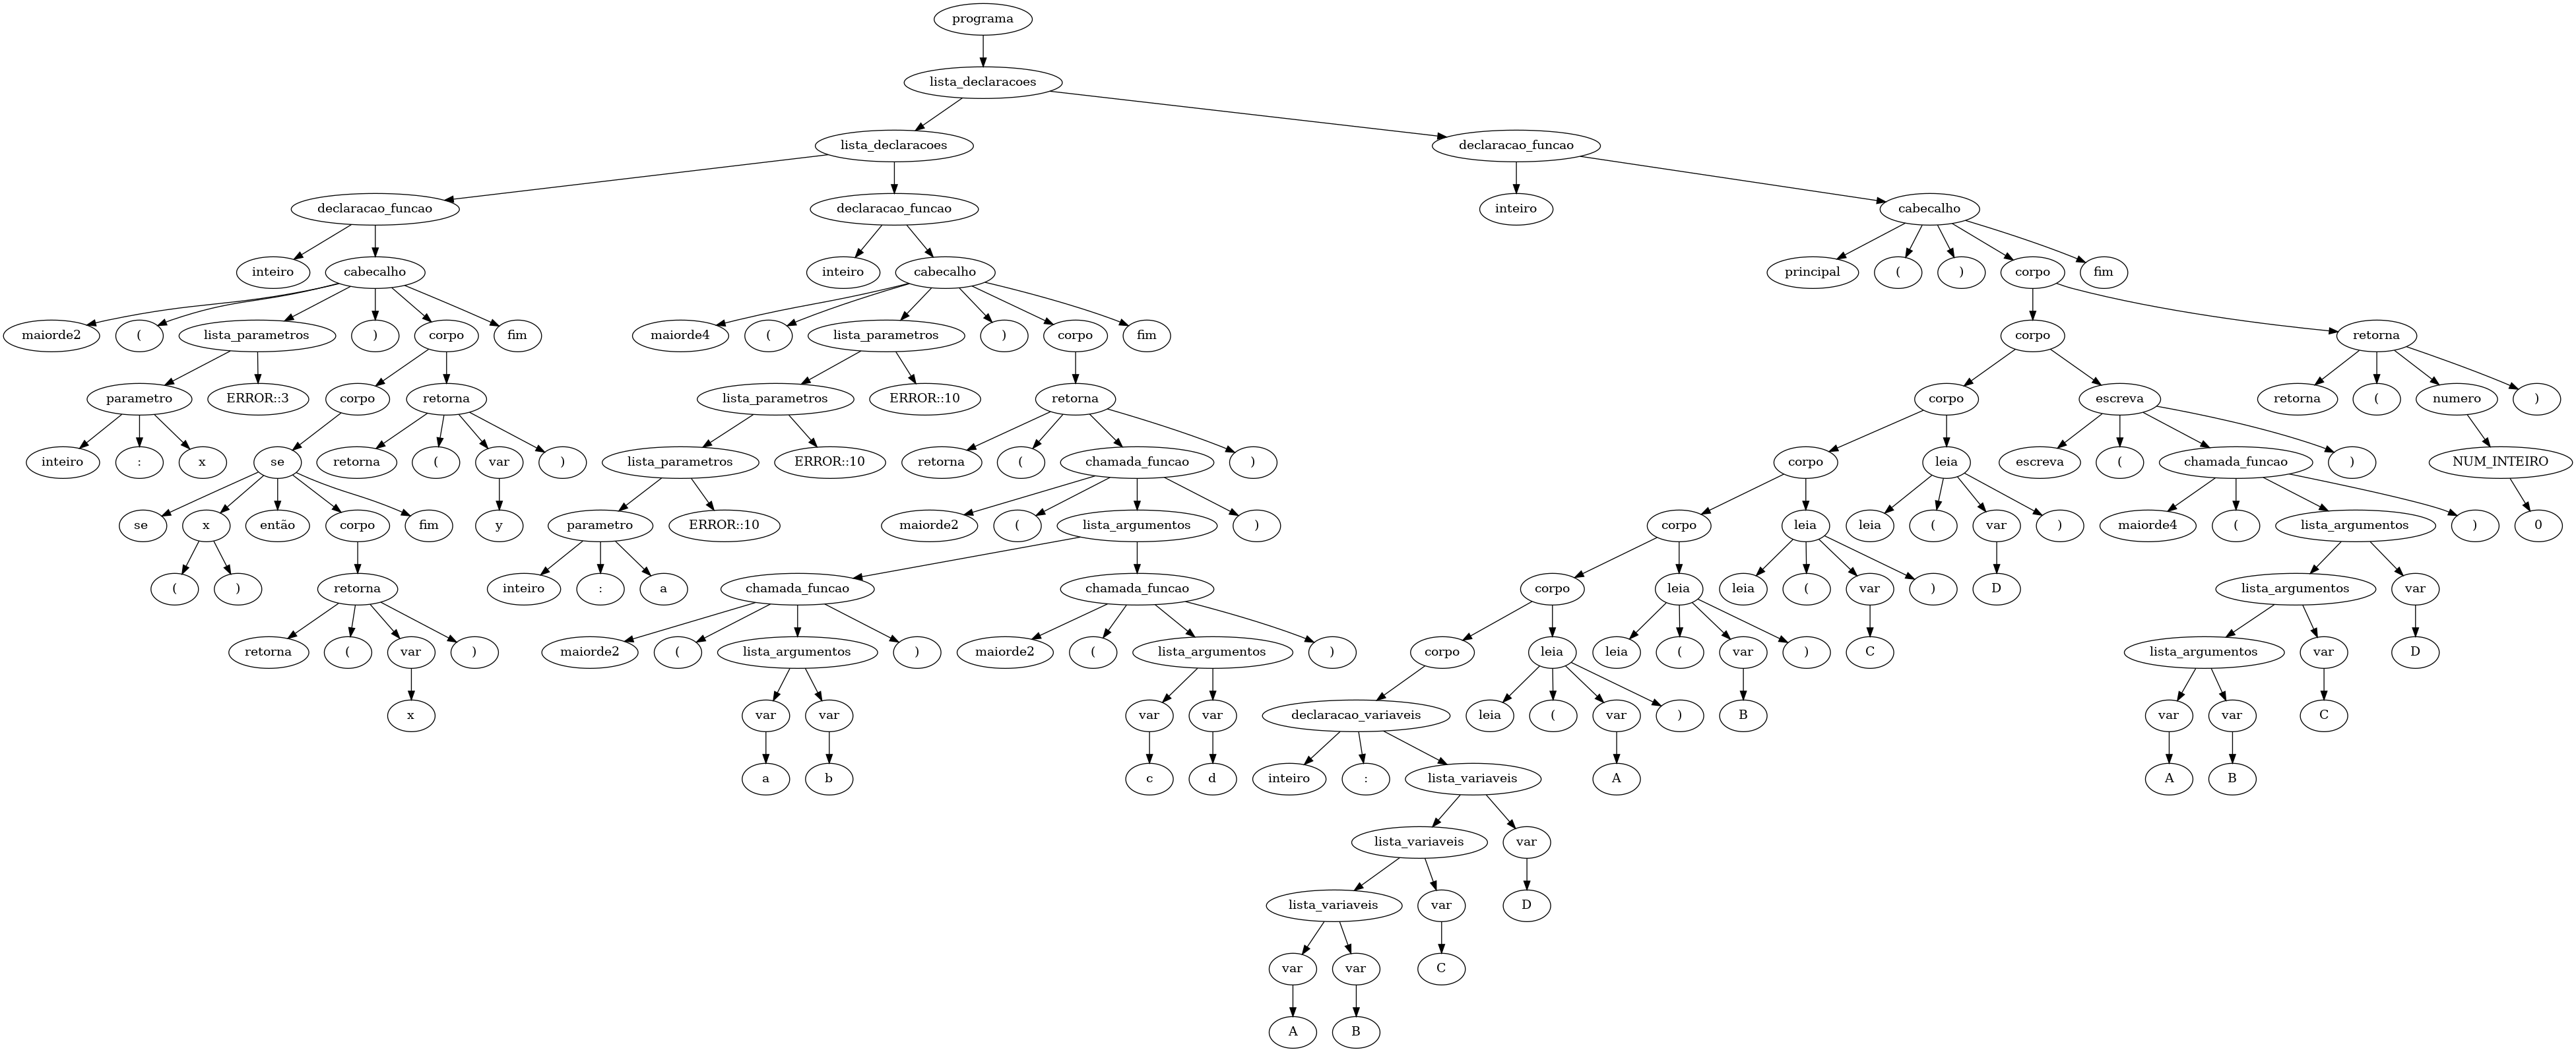 programa
lista_declaracoes
lista_declaracoes declaracao_funcao
declaracao_funcao declaracao_funcao inteiro cabecalho
inteiro cabecalho inteiro cabecalho principal ( ) corpo fim
maiorde2 ( lista_parametros ) corpo fim maiorde4 ( lista_parametros ) corpo fim corpo retorna
parametro ERROR::3 corpo retorna lista_parametros ERROR::10 retorna corpo escreva retorna ( numero )
inteiro : x se retorna ( var ) lista_parametros ERROR::10 retorna ( chamada_funcao ) corpo leia escreva ( chamada_funcao ) NUM_INTEIRO
se x então corpo fim y parametro ERROR::10 maiorde2 ( lista_argumentos ) corpo leia leia ( var ) maiorde4 ( lista_argumentos ) 0
( ) retorna inteiro : a chamada_funcao chamada_funcao corpo leia leia ( var ) D lista_argumentos var
retorna ( var ) maiorde2 ( lista_argumentos ) maiorde2 ( lista_argumentos ) corpo leia leia ( var ) C lista_argumentos var D
x var var var var declaracao_variaveis leia ( var ) B var var C
a b c d inteiro : lista_variaveis A A B
lista_variaveis var
lista_variaveis var D
var var C
A B